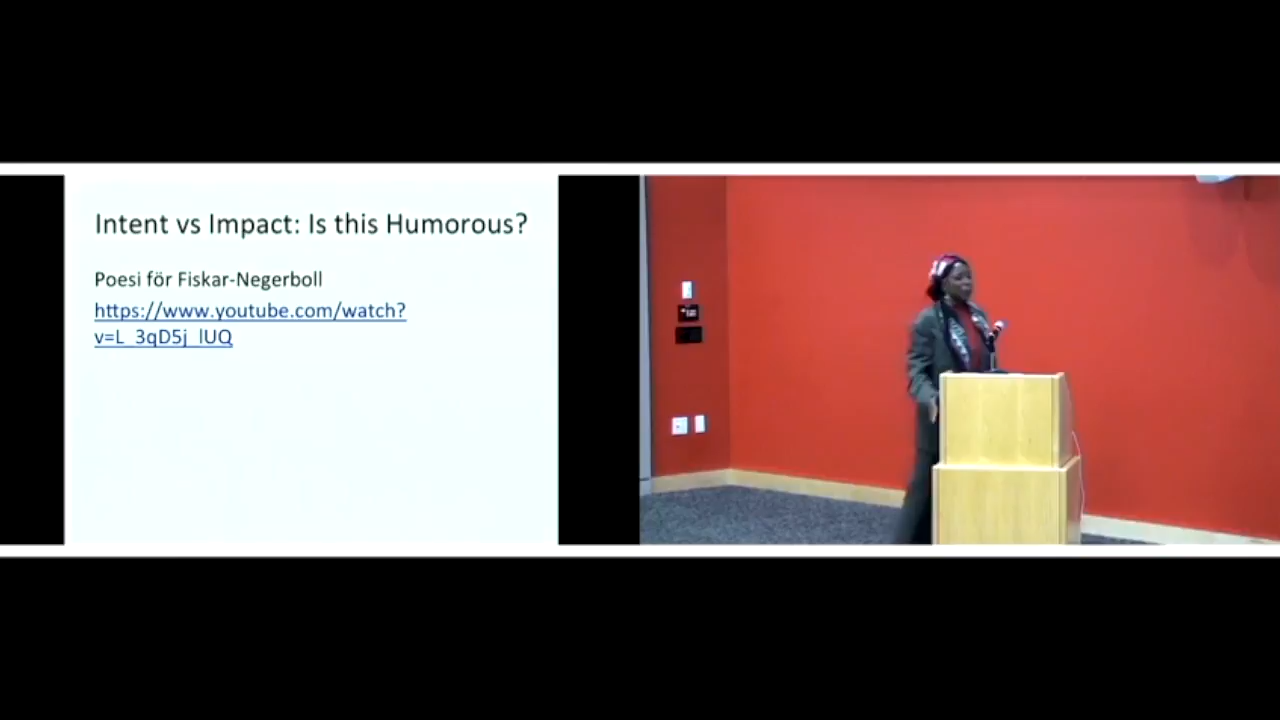 Intent vs Impact: Is this Humorous?
Poesi för Fiskar-Negerboll
https://www.youtube.com/watch?
v=L_3qD5j_lUQ